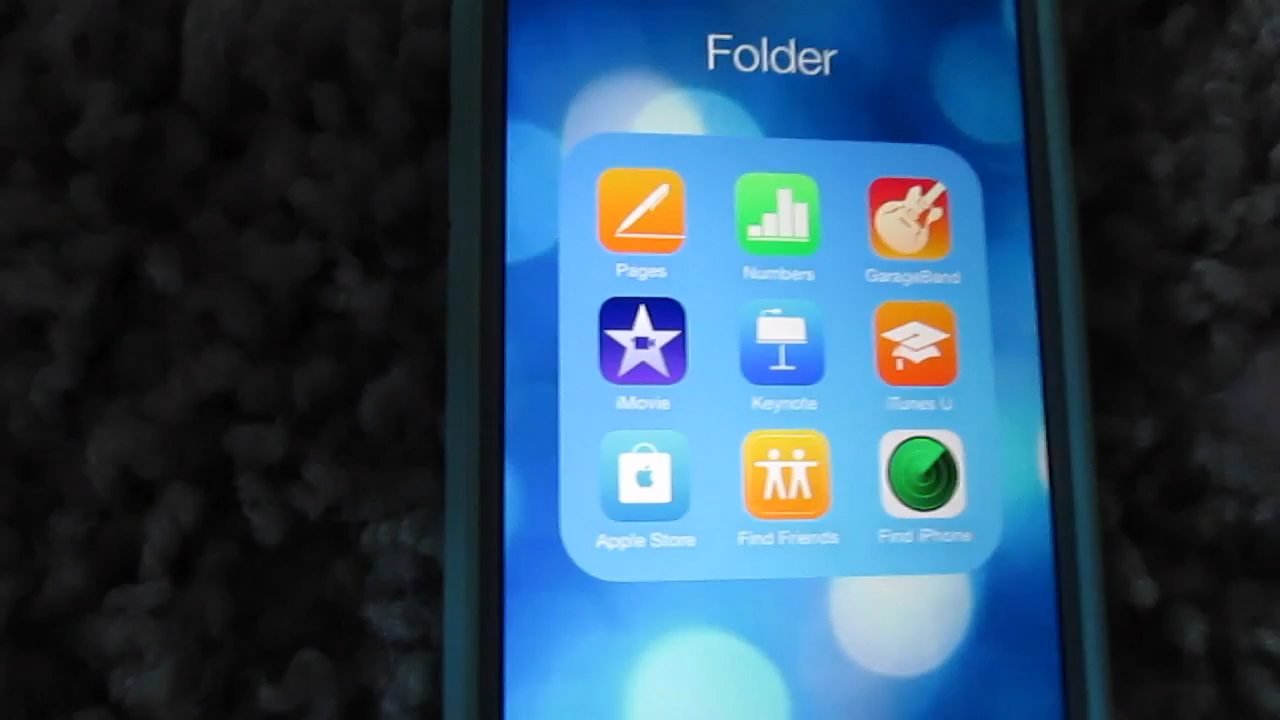 Folder
Pages Numbers GarageBand
iMovie Keynote iTunes U
Apple Store Find Friends Find iPhone